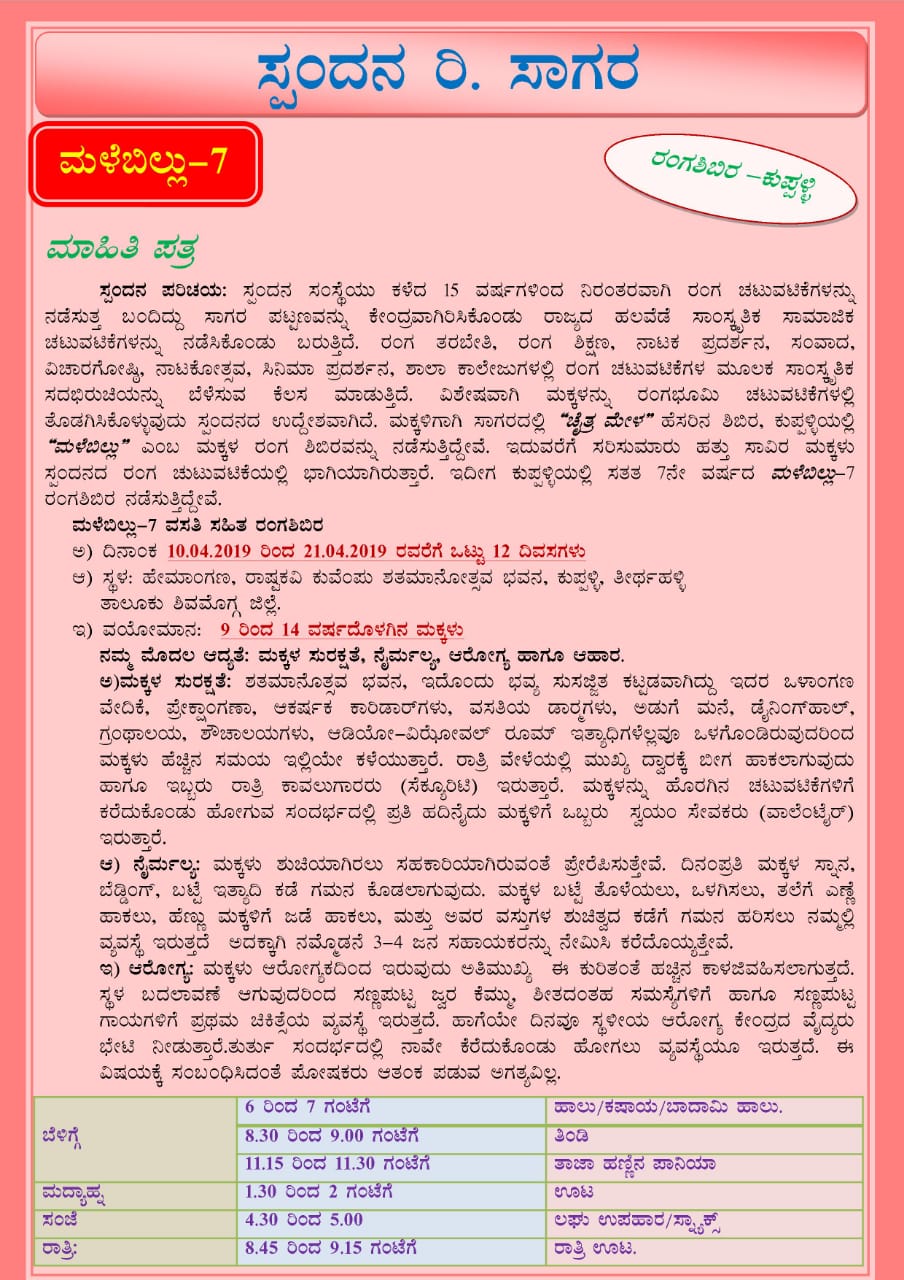 ಸ್ಪಂದನ ರಿ. ಸಾಗರ
ಮಳೆಬಿಲ್ಲು-7
ರಂಗಶಿಬಿರ -ಕುಪ್ಪಳ್ಳಿ
ಮಾಹಿತಿ ಪತ್ರ
ಸ್ಪಂದನ ಪರಿಚಯ: ಸ್ಪಂದನ ಸಂಸ್ಥೆಯು ಕಳೆದ 15 ವರ್ಷಗಳಿಂದ ನಿರಂತರವಾಗಿ ರಂಗ ಚಟುವಟಿಕೆಗಳನ್ನು
ನಡೆಸುತ್ತ ಬಂದಿದ್ದು ಸಾಗರ ಪಟ್ಟಣವನ್ನು ಕೇಂದ್ರವಾಗಿರಿಸಿಕೊಂಡು ರಾಜ್ಯದ ಹಲವೆಡೆ ಸಾಂಸ್ಕೃತಿಕ ಸಾಮಾಜಿಕ
ಚಟುವಟಿಕೆಗಳನ್ನು ನಡೆಸಿಕೊಂಡು ಬರುತ್ತಿದೆ. ರಂಗ ತರಬೇತಿ, ರಂಗ ಶಿಕ್ಷಣ, ನಾಟಕ ಪ್ರದರ್ಶನ, ಸಂವಾದ,
ವಿಚಾರಗೋಷ್ಠಿ, ನಾಟಕೋತ್ಸವ, ಸಿನಿಮಾ ಪ್ರದರ್ಶನ, ಶಾಲಾ ಕಾಲೇಜುಗಳಲ್ಲಿ ರಂಗ ಚಟುವಟಿಕೆಗಳ ಮೂಲಕ ಸಾಂಸ್ಕೃತಿಕ
ಸದಭಿರುಚಿಯನ್ನು ಬೆಳೆಸುವ ಕೆಲಸ ಮಾಡುತ್ತಿದೆ. ವಿಶೇಷವಾಗಿ ಮಕ್ಕಳನ್ನು ರಂಗಭೂಮಿ ಚಟುವಟಿಕೆಗಳಲ್ಲಿ
ತೊಡಗಿಸಿಕೊಳ್ಳುವುದು ಸ್ಪಂದನದ ಉದ್ದೇಶವಾಗಿದೆ. ಮಕ್ಕಳಿಗಾಗಿ ಸಾಗರದಲ್ಲಿ “ಚೈತ್ರ ಮೇಳ” ಹೆಸರಿನ ಶಿಬಿರ, ಕುಪ್ಪಳ್ಳಿಯಲ್ಲಿ
“ಮಳೆಬಿಲ್ಲು” ಎಂಬ ಮಕ್ಕಳ ರಂಗ ಶಿಬಿರವನ್ನು ನಡೆಸುತ್ತಿದ್ದೇವೆ. ಇದುವರೆಗೆ ಸರಿಸುಮಾರು ಹತ್ತು ಸಾವಿರ ಮಕ್ಕಳು
ಸ್ಪಂದನದ ರಂಗ ಚುಟುವಟಿಕೆಯಲ್ಲಿ ಭಾಗಿಯಾಗಿರುತ್ತಾರೆ. ಇದೀಗ ಕುಪ್ಪಳ್ಳಿಯಲ್ಲಿ ಸತತ 7ನೇ ವರ್ಷದ ಮಳೆಬಿಲ್ಲು-7
ರಂಗಶಿಬಿರ ನಡೆಸುತ್ತಿದ್ದೇವೆ.
ಮಳೆಬಿಲ್ಲು-7 ವಸತಿ ಸಹಿತ ರಂಗಶಿಬಿರ
ಅ) ದಿನಾಂಕ 10.04.2019 ರಿಂದ 21.04.2019 ರವರೆಗೆ ಒಟ್ಟು 12 ದಿವಸಗಳು
ಆ) ಸ್ಥಳ: ಹೇಮಾಂಗಣ, ರಾಷ್ಟ್ರಕವಿ ಕುವೆಂಪು ಶತಮಾನೋತ್ಸವ ಭವನ, ಕುಪ್ಪಳ್ಳಿ, ತೀರ್ಥಹಳ್ಳಿ
ತಾಲೂಕು ಶಿವಮೊಗ್ಗ ಜಿಲ್ಲೆ.
ಇ) ವಯೋಮಾನ: 9 ರಿಂದ 14 ವರ್ಷದೊಳಗಿನ ಮಕ್ಕಳು
ನಮ್ಮ ಮೊದಲ ಆದ್ಯತೆ: ಮಕ್ಕಳ ಸುರಕ್ಷತೆ, ನೈರ್ಮಲ್ಯ, ಆರೋಗ್ಯ ಹಾಗೂ ಆಹಾರ.
ಅ)ಮಕ್ಕಳ ಸುರಕ್ಷತೆ: ಶತಮಾನೊತ್ಸವ ಭವನ, ಇದೊಂದು ಭವ್ಯ ಸುಸಜ್ಜಿತ ಕಟ್ಟಡವಾಗಿದ್ದು ಇದರ ಒಳಾಂಗಣ
ವೇದಿಕೆ, ಪ್ರೇಕ್ಷಾಂಗಣಾ, ಆಕರ್ಷಕ ಕಾರಿಡಾರ್‌ಗಳು, ವಸತಿಯ ಡಾರ‍್ಮಗಳು, ಅಡುಗೆ ಮನೆ, ಡೈನಿಂಗ್‌ಹಾಲ್,
ಗ್ರಂಥಾಲಯ, ಶೌಚಾಲಯಗಳು, ಆಡಿಯೋ-ವಿಝೋವಲ್ ರೂಮ್ ಇತ್ಯಾಧಿಗಳೆಲ್ಲವೂ ಒಳಗೊಂಡಿರುವುದರಿಂದ
ಮಕ್ಕಳು ಹೆಚ್ಚಿನ ಸಮಯ ಇಲ್ಲಿಯೇ ಕಳೆಯುತ್ತಾರೆ. ರಾತ್ರಿ ವೇಳೆಯಲ್ಲಿ ಮುಖ್ಯ ದ್ವಾರಕ್ಕೆ ಬೀಗ ಹಾಕಲಾಗುವುದು
ಹಾಗೂ ಇಬ್ಬರು ರಾತ್ರಿ ಕಾವಲುಗಾರರು (ಸೆಕ್ಯೂರಿಟಿ) ಇರುತ್ತಾರೆ. ಮಕ್ಕಳನ್ನು ಹೊರಗಿನ ಚಟುವಟಿಕೆಗಳಿಗೆ
ಕರೆದುಕೊಂಡು ಹೋಗುವ ಸಂದರ್ಭದಲ್ಲಿ ಪ್ರತಿ ಹದಿನೈದು ಮಕ್ಕಳಿಗೆ ಒಬ್ಬರು ಸ್ವಯಂ ಸೇವಕರು (ವಾಲೆಂಟೈರ್)
ಇರುತ್ತಾರೆ.
ಆ) ನೈರ್ಮಲ್ಯ: ಮಕ್ಕಳು ಶುಚಿಯಾಗಿರಲು ಸಹಕಾರಿಯಾಗಿರುವಂತೆ ಪ್ರೇರೆಪಿಸುತ್ತೇವೆ. ದಿನಂಪ್ರತಿ ಮಕ್ಕಳ ಸ್ನಾನ,
ಬೆಡ್ಡಿಂಗ್, ಬಟ್ಟೆ ಇತ್ಯಾದಿ ಕಡೆ ಗಮನ ಕೊಡಲಾಗುವುದು. ಮಕ್ಕಳ ಬಟ್ಟೆ ತೊಳೆಯಲು, ಒಳಗಿಸಲು, ತಲೆಗೆ ಎಣ್ಣೆ
ಹಾಕಲು, ಹೆಣ್ಣು ಮಕ್ಕಳಿಗೆ ಜಡೆ ಹಾಕಲು, ಮತ್ತು ಅವರ ವಸ್ತುಗಳ ಶುಚಿತ್ವದ ಕಡೆಗೆ ಗಮನ ಹರಿಸಲು ನಮ್ಮಲ್ಲಿ
ವ್ಯವಸ್ಥೆ ಇರುತ್ತದೆ ಅದಕ್ಕಾಗಿ ನಮ್ಮೊಡನೆ 3-4 ಜನ ಸಹಾಯಕರನ್ನು ನೇಮಿಸಿ ಕರೆದೊಯ್ಯುತ್ತೇವೆ.
ಇ) ಆರೋಗ್ಯ: ಮಕ್ಕಳು ಆರೋಗ್ಯಕದಿಂದ ಇರುವುದು ಅತಿಮುಖ್ಯ ಈ ಕುರಿತಂತೆ ಹಚ್ಚಿನ ಕಾಳಜಿವಹಿಸಲಾಗುತ್ತದೆ.
ಸ್ಥಳ ಬದಲಾವಣೆ ಆಗುವುದರಿಂದ ಸಣ್ಣಪುಟ್ಟ ಜ್ವರ ಕೆಮ್ಮು, ಶೀತದಂತಹ ಸಮಸ್ಯೆಗಳಿಗೆ ಹಾಗೂ ಸಣ್ಣಪುಟ್ಟ
ಗಾಯಗಳಿಗೆ ಪ್ರಥಮ ಚಿಕಿತ್ಸೆಯ ವ್ಯವಸ್ಥೆ ಇರುತ್ತದೆ. ಹಾಗೆಯೇ ದಿನವೂ ಸ್ಥಳೀಯ ಆರೋಗ್ಯ ಕೇಂದ್ರದ ವೈದ್ಯರು
ಭೇಟಿ ನೀಡುತ್ತಾರೆ.ತುರ್ತು ಸಂದರ್ಭದಲ್ಲಿ ನಾವೇ ಕೆರೆದುಕೊಂಡು ಹೋಗಲು ವ್ಯವಸ್ಥೆಯೂ ಇರುತ್ತದೆ. ಈ
ವಿಷಯಕ್ಕೆ ಸಂಬಂಧಿಸಿದಂತೆ ಪೋಷಕರು ಆತಂಕ ಪಡುವ ಅಗತ್ಯವಿಲ್ಲ.
ಬೆಳಿಗ್ಗೆ 6 ರಿಂದ 7 ಗಂಟೆಗೆ ಹಾಲು/ಕಷಾಯ/ಬಾದಾಮಿ ಹಾಲು.
8.30 ರಿಂದ 9.00 ಗಂಟೆಗೆ ತಿಂಡಿ
11.15 ರಿಂದ 11.30 ಗಂಟೆಗೆ ತಾಜಾ ಹಣ್ಣಿನ ಪಾನಿಯಾ
ಮದ್ಯಾಹ್ನ 1.30 ರಿಂದ 2 ಗಂಟೆಗೆ ಊಟ
ಸಂಜೆ 4.30 ರಿಂದ 5.00 ಲಘು ಉಪಹಾರ/ಸ್ನ್ಯಾಕ್ಸ್
ರಾತ್ರಿ: 8.45 ರಿಂದ 9.15 ಗಂಟೆಗೆ ರಾತ್ರಿ ಊಟ.